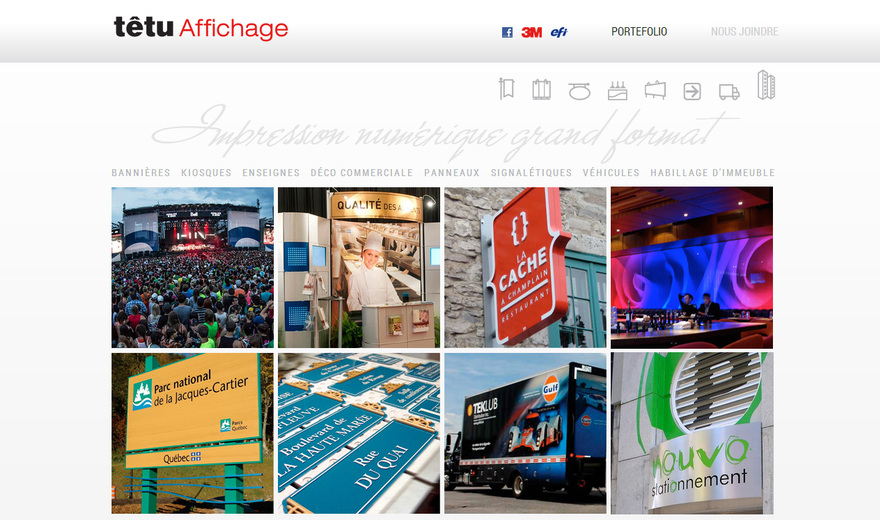 têtu Affichage
f 3M efi PORTEFOLIO NOUS JOINDRE
Impression numérique grand format
BANNIÈRES KIOSQUES ENSEIGNES DÉCO COMMERCIALE PANNEAUX SIGNALÉTIQUES VÉHICULES HABILLAGE D'IMMEUBLE
QUALITÉ DES
{ }
LA
CACHE
À CHAMPLAIN
RESTAURANT
Parc national
de la Jacques-Cartier
Parcs
Québec
Québec
Boulevard de
LA HAUTE MARÉE
Rue
DU QUAI
TEKLUB
Gulf
nouvo
stationnement